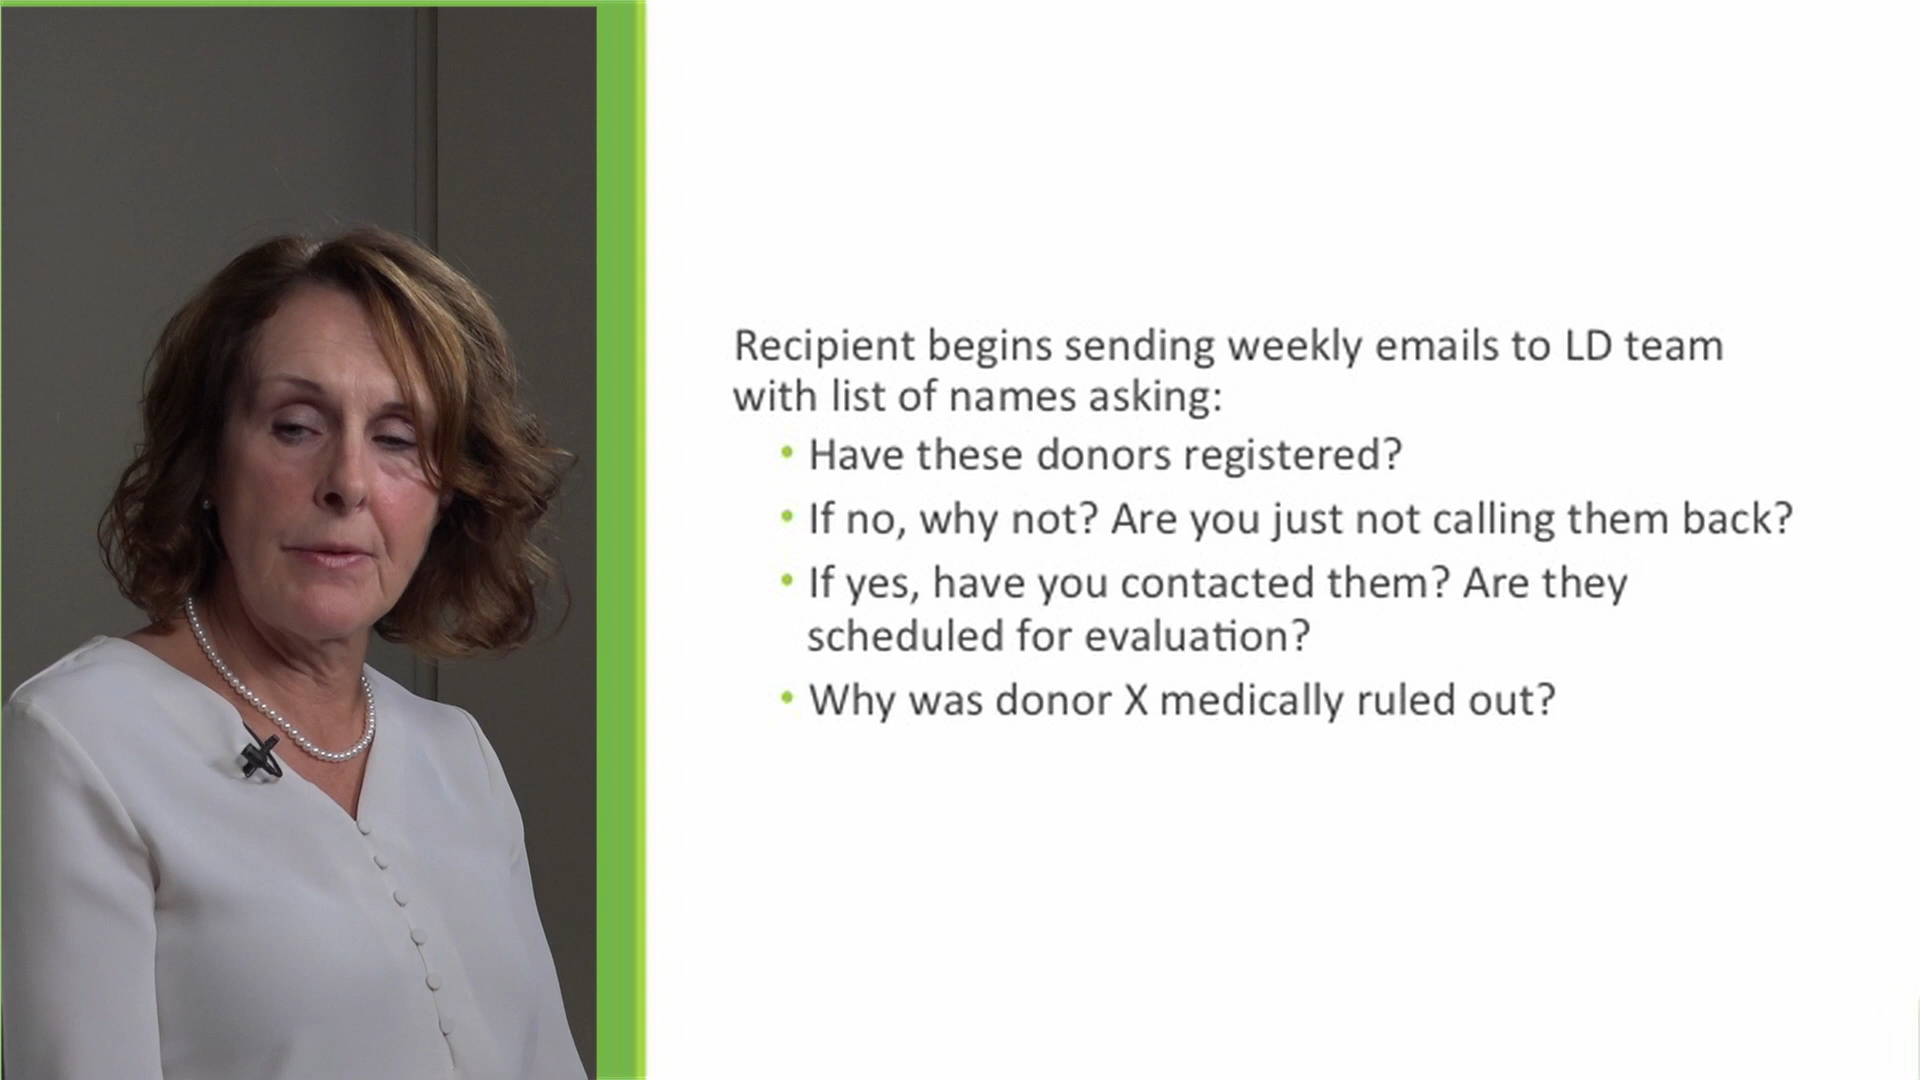 Recipient begins sending weekly emails to LD team
with list of names asking:
• Have these donors registered?
• If no, why not? Are you just not calling them back?
• If yes, have you contacted them? Are they
scheduled for evaluation?
• Why was donor X medically ruled out?